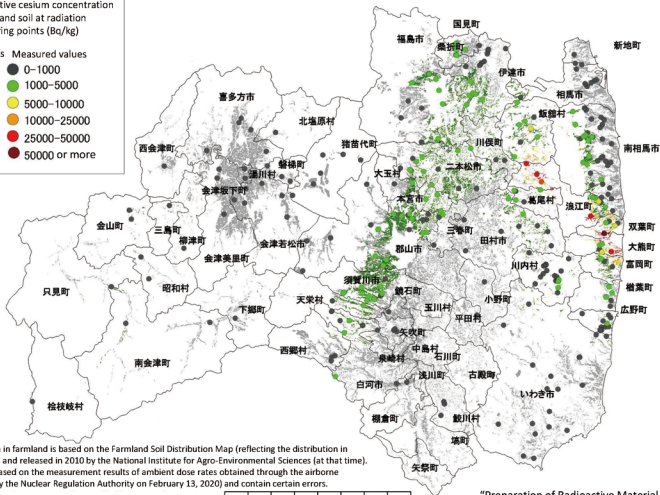 tive cesium concentration
and soil at radiation
ring points (Bq/kg)
s Measured values
0-1000
1000-5000
5000-10000
10000-25000
25000-50000
50000 or more
国見町
福島市
桑折町
新地町
伊達市
喜多方市
相馬市
飯舘村
北塩原村
川俣町
南相馬市
西会津町
猪苗代町
磐梯町
湯川村
大玉村
二本松市
会津坂下町
本宮市
葛尾村
浪江町
金山町
三島町
三春町
双葉町
柳津町
会津若松市
郡山市
田村市
大熊町
会津美里町
富岡町
川内村
須賀川市
只見町
昭和村
鏡石町
楢葉町
天栄村
小野町
下郷町
玉川村
広野町
平田村
矢吹町
中島村
西郷村
泉崎村
石川町
南会津町
浅川町
古殿町
白河市
いわき市
桧枝岐村
棚倉町
鮫川村
塙町
矢祭町
n in farmland is based on the Farmland Soil Distribution Map (reflecting the distribution in
and released in 2010 by the National Institute for Agro-Environmental Sciences (at that time).
ased on the measurement results of ambient dose rates obtained through the airborne
by the Nuclear Regulation Authority on February 13, 2020) and contain certain errors.
"Preparation of Radioactive Material